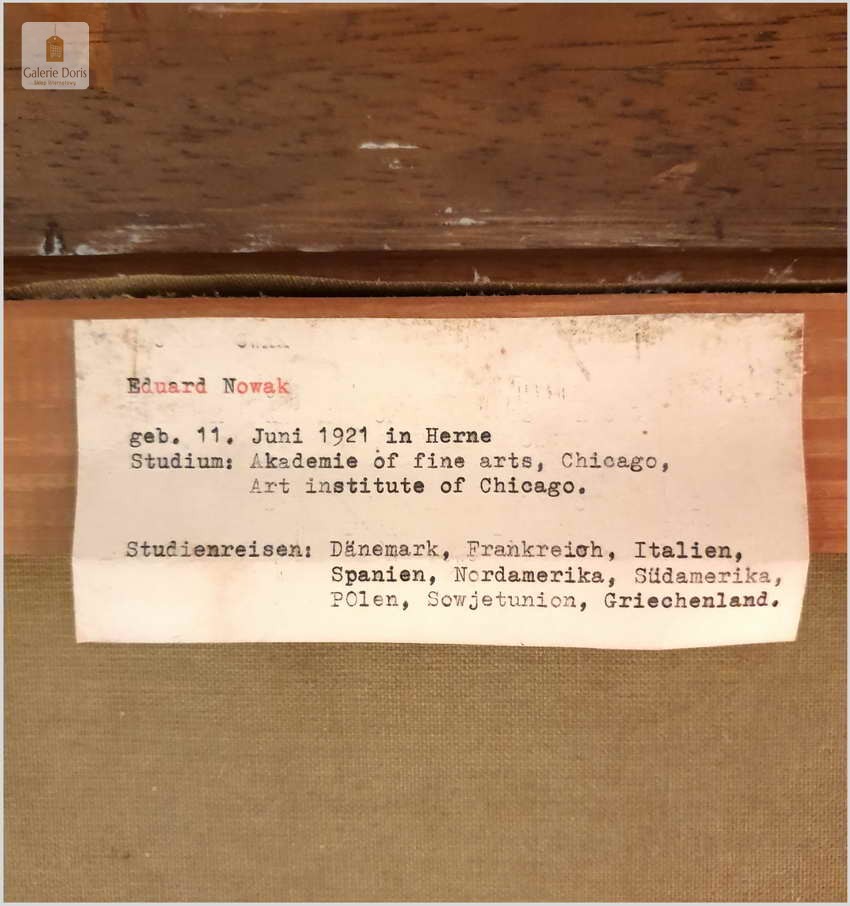 Galerie Doris
Eduard Nowak
geb. 11. Juni 1921 in Herne
Studium: Akademie of fine arts, Chicago,
Art institute of Chicago.
Studienreisen: Dänemark, Frankreich, Italien,
Spanien, Nordamerika, Südamerika,
POlen, Sowjetunion, Griechenland.